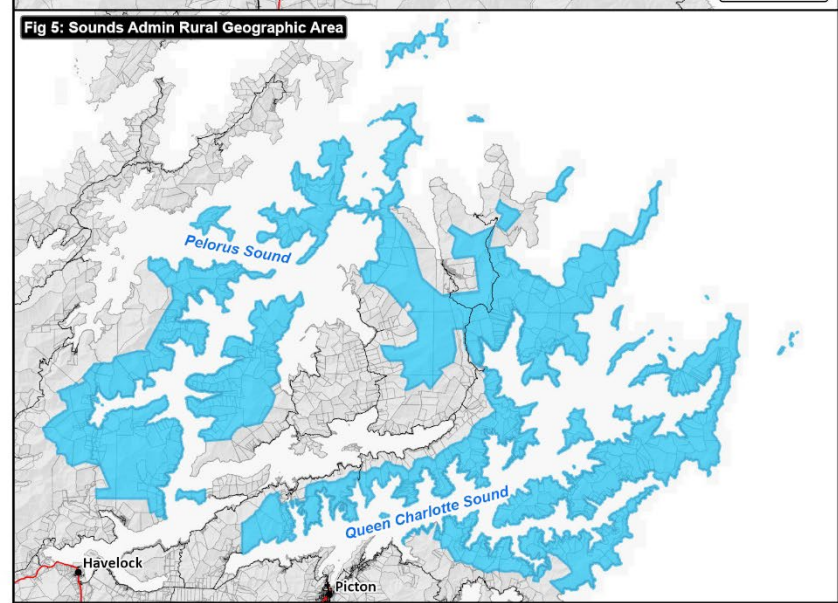 Fig 5: Sounds Admin Rural Geographic Area
Pelorus Sound
Queen Charlotte Sound
Havelock
Picton